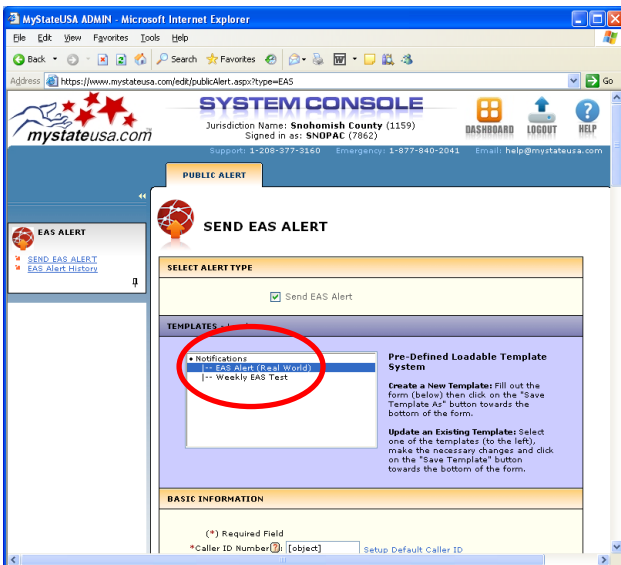 MyStateUSA ADMIN - Microsoft Internet Explorer
File Edit View Favorites Tools Help
Back Search Favorites
Address https://www.mystateusa.com/edit/publicAlert.aspx?type=EAS Go
mystateusa.com™
SYSTEM CONSOLE
Jurisdiction Name: Snohomish County (1159)
Signed in as: SNOPAC (7862)
DASHBOARD LOGOUT HELP
Support: 1-208-377-3160 Emergency: 1-877-840-2041 Email: help@mystateusa.com
PUBLIC ALERT
EAS ALERT
SEND EAS ALERT
EAS Alert History
SEND EAS ALERT
SELECT ALERT TYPE
Send EAS Alert
TEMPLATES -
• Notifications
|-- EAS Alert (Real World)
|-- Weekly EAS Test
Pre-Defined Loadable Template
System
Create a New Template: Fill out the
form (below) then click on the "Save
Template As" button towards the
bottom of the form.
Update an Existing Template: Select
one of the templates (to the left),
make the necessary changes and click
on the "Save Template" button
towards the bottom of the form.
BASIC INFORMATION
(*) Required Field
*Caller ID Number?: [object] Setup Default Caller ID